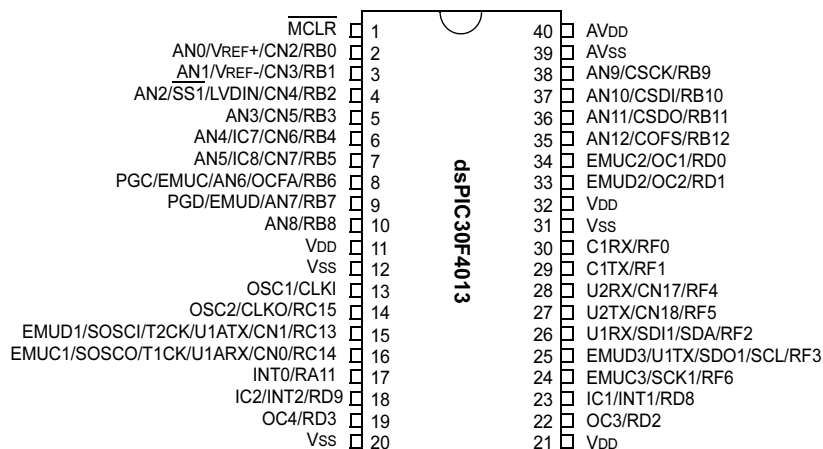 MCLR 1
AN0/VREF+/CN2/RB0 2
AN1/VREF-/CN3/RB1 3
AN2/SS1/LVDIN/CN4/RB2 4
AN3/CN5/RB3 5
AN4/IC7/CN6/RB4 6
AN5/IC8/CN7/RB5 7
PGC/EMUC/AN6/OCFA/RB6 8
PGD/EMUD/AN7/RB7 9
AN8/RB8 10
VDD 11
VSS 12
OSC1/CLKI 13
OSC2/CLKO/RC15 14
EMUD1/SOSCI/T2CK/U1ATX/CN1/RC13 15
EMUC1/SOSCO/T1CK/U1ARX/CN0/RC14 16
INT0/RA11 17
IC2/INT2/RD9 18
OC4/RD3 19
VSS 20
dsPIC30F4013
40 AVDD
39 AVSS
38 AN9/CSCK/RB9
37 AN10/CSDI/RB10
36 AN11/CSDO/RB11
35 AN12/COFS/RB12
34 EMUC2/OC1/RD0
33 EMUD2/OC2/RD1
32 VDD
31 VSS
30 C1RX/RF0
29 C1TX/RF1
28 U2RX/CN17/RF4
27 U2TX/CN18/RF5
26 U1RX/SDI1/SDA/RF2
25 EMUD3/U1TX/SDO1/SCL/RF3
24 EMUC3/SCK1/RF6
23 IC1/INT1/RD8
22 OC3/RD2
21 VDD